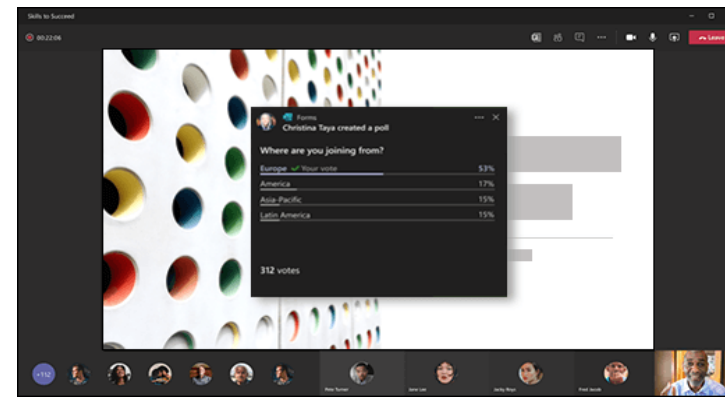 Skills to Succeed
00:22:06
Leave
Forms
Christina Taya created a poll
Where are you joining from?
Europe ✓ Your vote 53%
America 17%
Asia-Pacific 15%
Latin America 15%
312 votes
+112
Pete Turner
Jane Lee
Jacky Roys
Fred Jacob